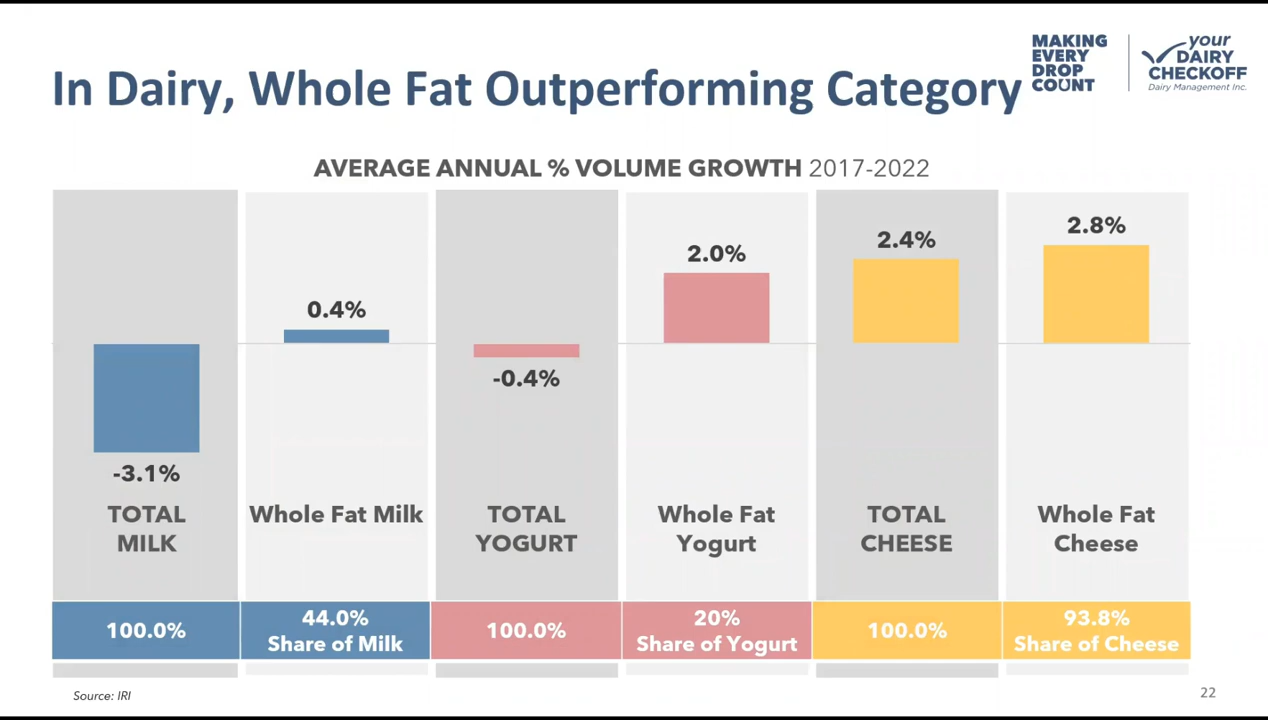 In Dairy, Whole Fat Outperforming Category
MAKING
EVERY
DROP
COUNT
your
DAIRY
CHECKOFF
Dairy Management Inc.
AVERAGE ANNUAL % VOLUME GROWTH 2017-2022
-3.1%
0.4%
-0.4%
2.0%
2.4%
2.8%
TOTAL
MILK
Whole Fat Milk
TOTAL
YOGURT
Whole Fat
Yogurt
TOTAL
CHEESE
Whole Fat
Cheese
100.0%
44.0%
Share of Milk
100.0%
20%
Share of Yogurt
100.0%
93.8%
Share of Cheese
Source: IRI
22